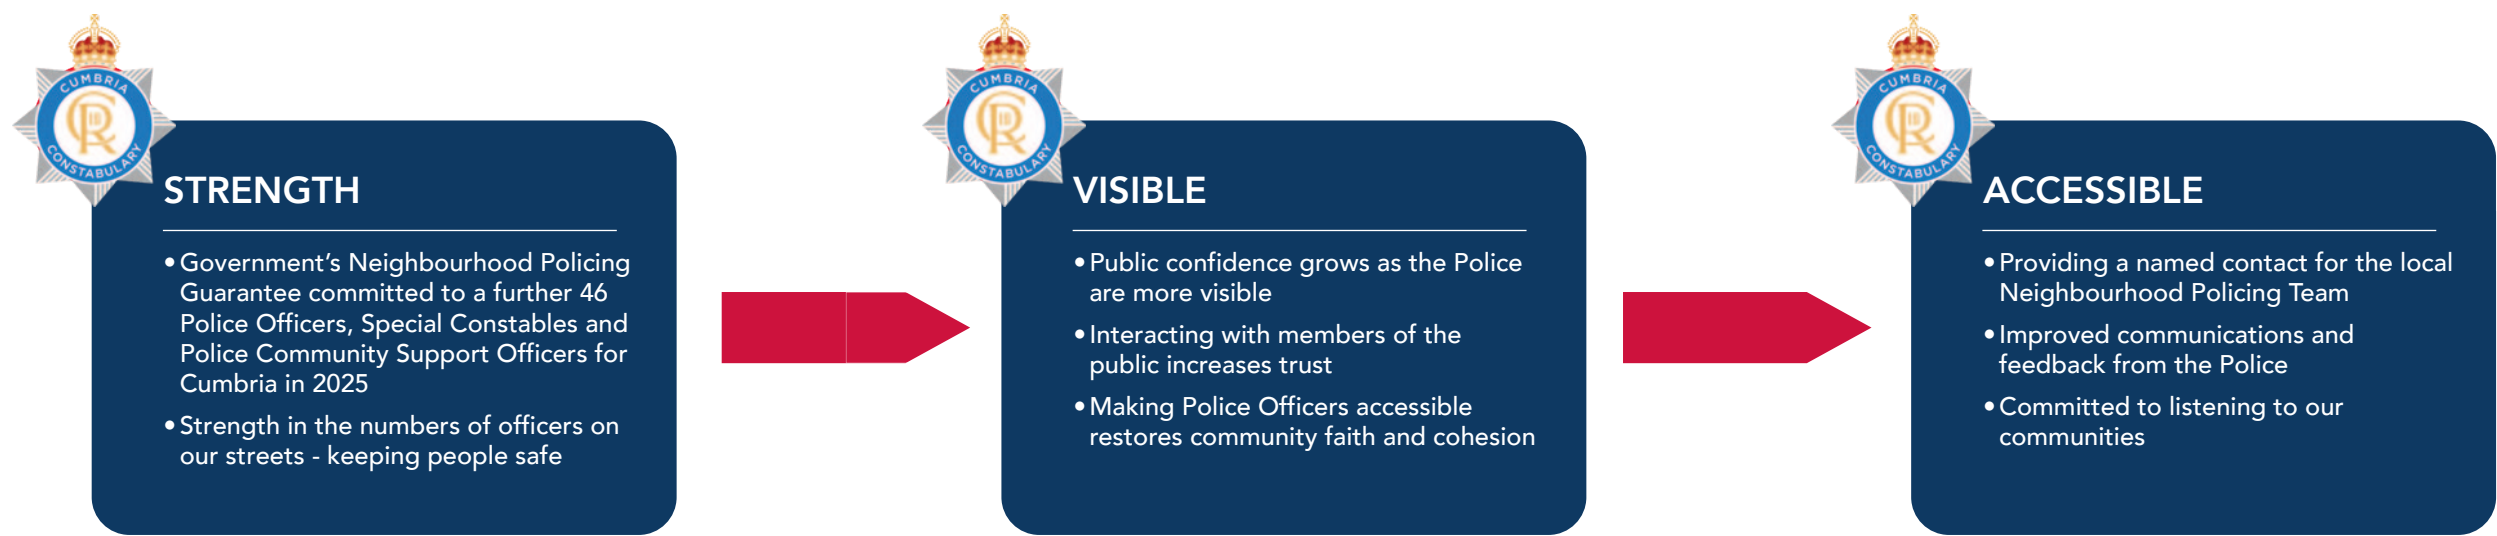 CUMBRIA
CONSTABULARY
STRENGTH
• Government’s Neighbourhood Policing
Guarantee committed to a further 46
Police Officers, Special Constables and
Police Community Support Officers for
Cumbria in 2025
• Strength in the numbers of officers on
our streets - keeping people safe
CUMBRIA
CONSTABULARY
VISIBLE
• Public confidence grows as the Police
are more visible
• Interacting with members of the
public increases trust
• Making Police Officers accessible
restores community faith and cohesion
CUMBRIA
CONSTABULARY
ACCESSIBLE
• Providing a named contact for the local
Neighbourhood Policing Team
• Improved communications and
feedback from the Police
• Committed to listening to our
communities